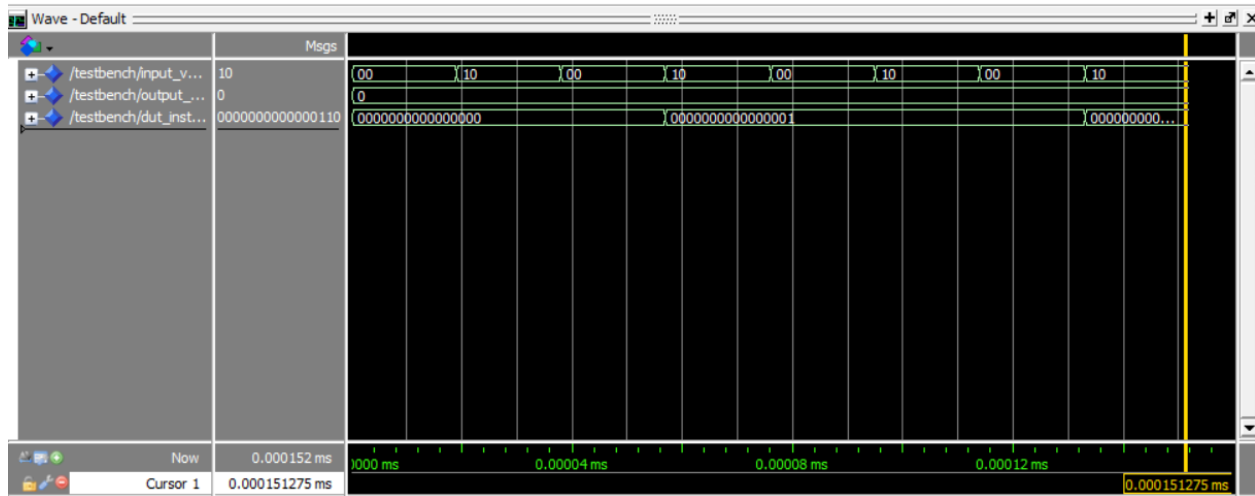 Wave - Default
Msgs
/testbench/input_v... 10 00 10 00 10 00 10 00 10
/testbench/output_... 0 0
/testbench/dut_inst... 0000000000000110 0000000000000000 0000000000000001 000000000...
Now 0.000152 ms 0000 ms 0.00004 ms 0.00008 ms 0.00012 ms
Cursor 1 0.000151275 ms 0.000151275 ms